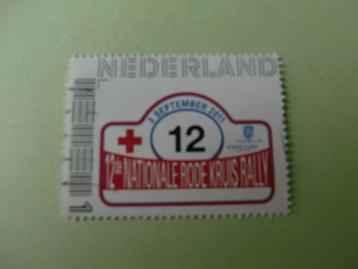 NEDERLAND
3 SEPTEMBER 2011
12
12de NATIONALE RODE KRUIS RALLY
1